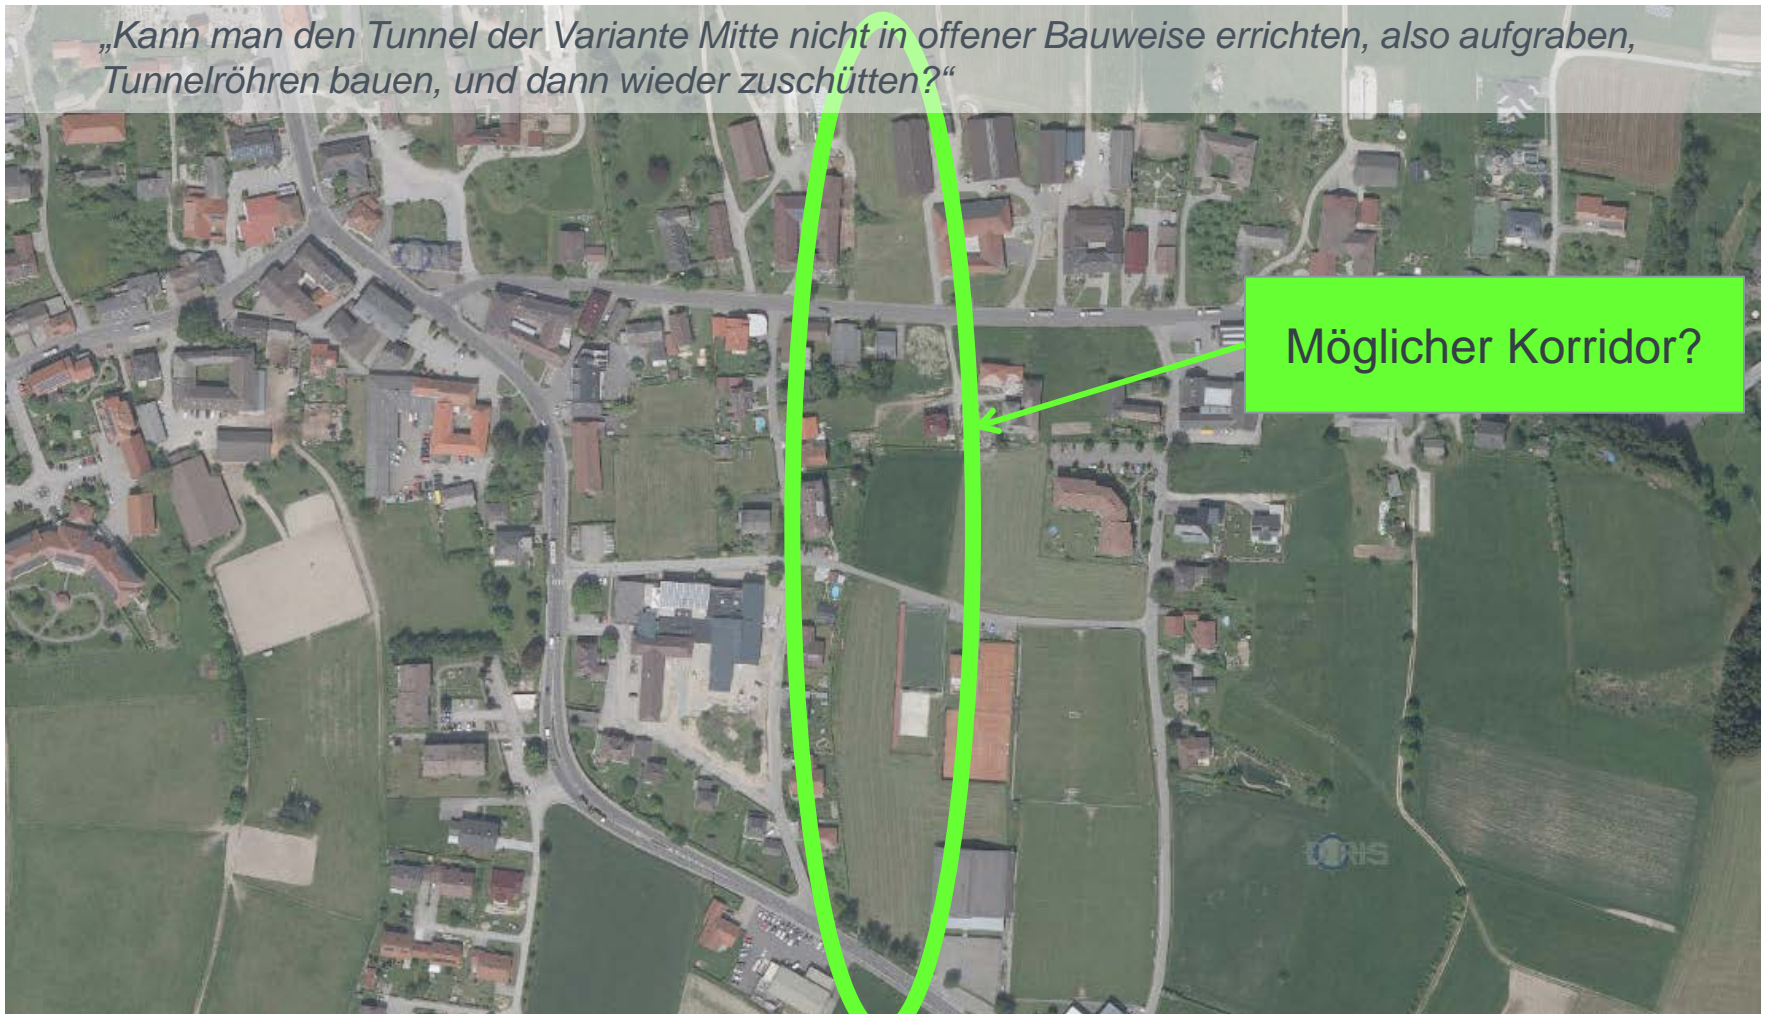 „Kann man den Tunnel der Variante Mitte nicht in offener Bauweise errichten, also aufgraben,
Tunnelröhren bauen, und dann wieder zuschütten?“
Möglicher Korridor?
DORIS